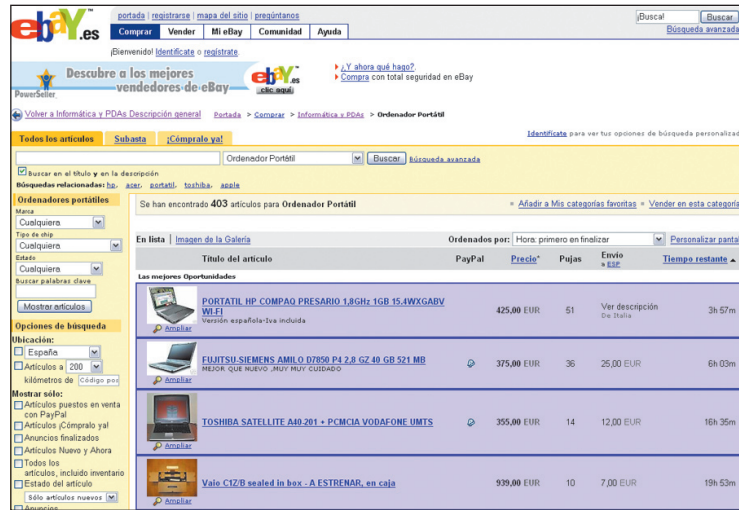 ebY.es
portada | registrarse | mapa del sitio | pregúntanos
¡Busca! Buscar
Búsqueda avanzada
Comprar Vender Mi eBay Comunidad Ayuda
¡Bienvenido! Identifícate o regístrate.
Descubre a los mejores
vendedores de eBay
PowerSeller
ebY.es
clic aquí
¿Y ahora qué hago?.
Compra con total seguridad en eBay
Volver a Informática y PDAs Descripción general Portada > Comprar > Informática y PDAs > Ordenador Portátil
Todos los artículos Subasta ¡Cómpralo ya!
Identifícate para ver tus opciones de búsqueda personalizad
Ordenador Portátil Buscar Búsqueda avanzada
Buscar en el título y en la descripción
Búsquedas relacionadas: hp, acer, portatil, toshiba, apple
Ordenadores portátiles
Marca
Cualquiera
Tipo de chip
Cualquiera
Estado
Cualquiera
Buscar palabras clave
Mostrar artículos
Opciones de búsqueda
Ubicación:
España
Artículos a 200
kilómetros de Código pos
Mostrar sólo:
Artículos puestos en venta
con PayPal
Artículos ¡Cómpralo ya!
Anuncios finalizados
Artículos Nuevo y Ahora
Todos los
artículos, incluido inventario
Estado del artículo
Sólo artículos nuevos
Anuncios
Se han encontrado 403 artículos para Ordenador Portátil
Añadir a Mis categorías favoritas Vender en esta categoría
En lista | Imagen de la Galería
Ordenados por: Hora: primero en finalizar Personalizar pantal
Título del artículo PayPal Precio* Pujas Envío Tiempo restante
» ESP
Las mejores Oportunidades
PORTATIL HP COMPAQ PRESARIO 1,8GHz 1GB 15.4WXGABV
WI-FI
Versión española-Iva incluida
Ampliar
425,00 EUR 51 Ver descripción 3h 57m
De Italia
FUJITSU-SIEMENS AMILO D7850 P4 2,8 GZ 40 GB 521 MB
MEJOR QUE NUEVO ,MUY MUY CUIDADO
Ampliar
375,00 EUR 36 25,00 EUR 6h 03m
TOSHIBA SATELLITE A40-201 + PCMCIA VODAFONE UMTS
Ampliar
355,00 EUR 14 12,00 EUR 16h 35m
Vaio C1Z/B sealed in box - A ESTRENAR, en caja
Ampliar
939,00 EUR 10 7,00 EUR 19h 53m